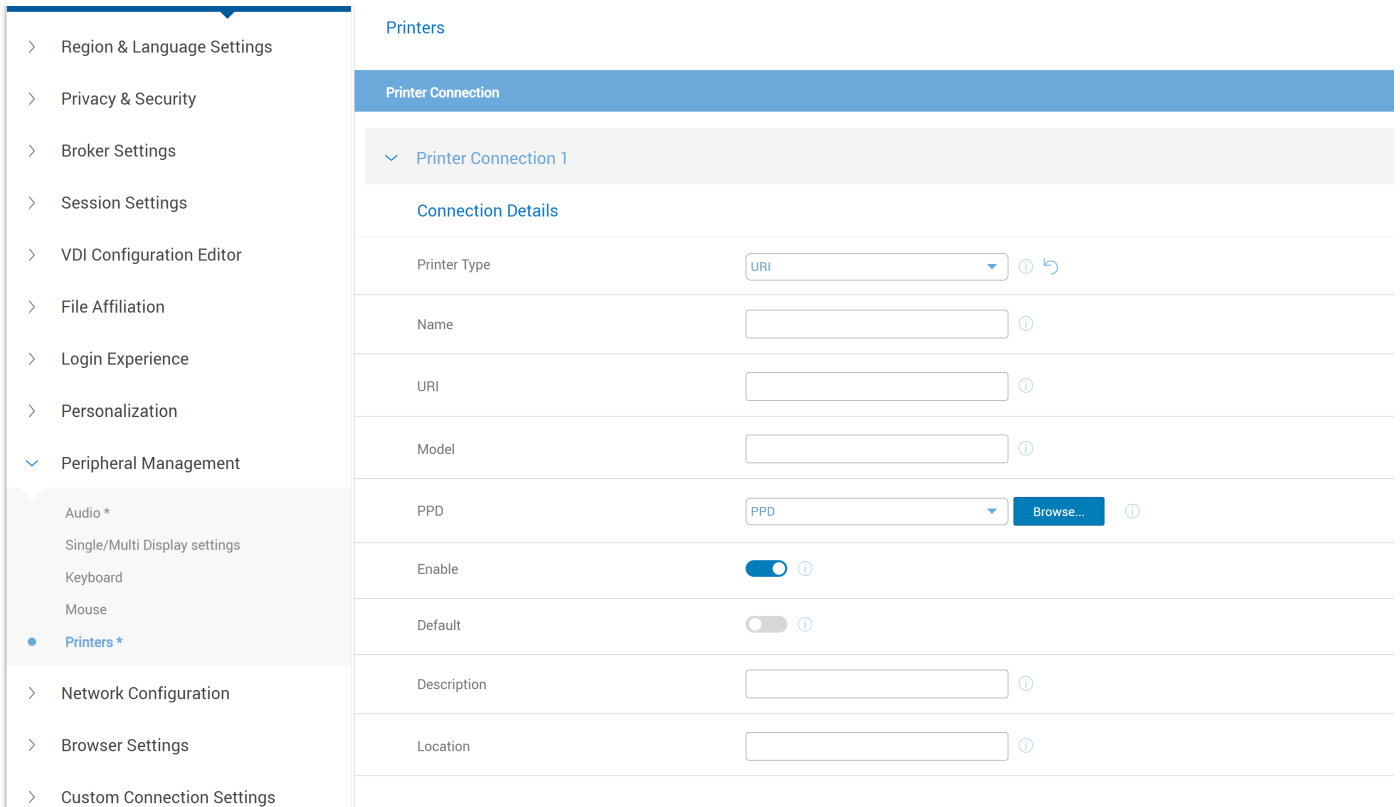 Region & Language Settings
Privacy & Security
Broker Settings
Session Settings
VDI Configuration Editor
File Affiliation
Login Experience
Personalization
Peripheral Management
Audio *
Single/Multi Display settings
Keyboard
Mouse
Printers *
Network Configuration
Browser Settings
Custom Connection Settings
Printers
Printer Connection
Printer Connection 1
Connection Details
Printer Type URI
Name
URI
Model
PPD PPD Browse...
Enable
Default
Description
Location